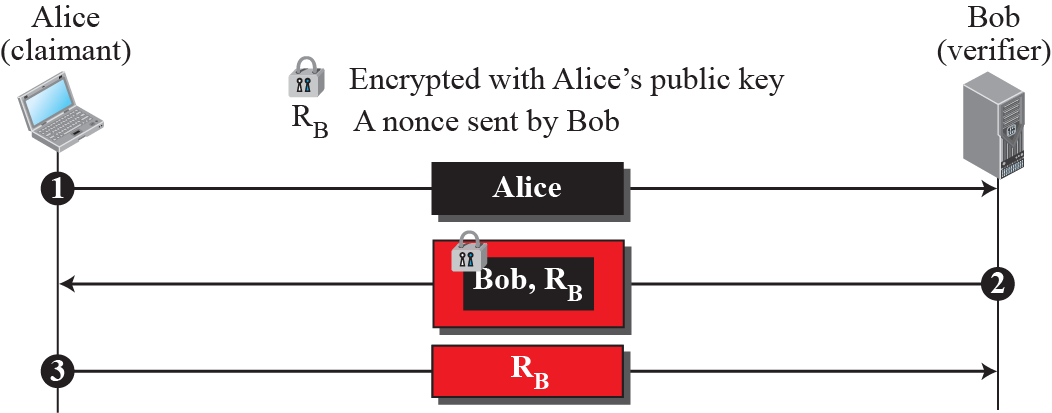 Alice
(claimant)
Bob
(verifier)
Encrypted with Alice’s public key
R_B A nonce sent by Bob
1
Alice
Bob, R_B
2
3
R_B